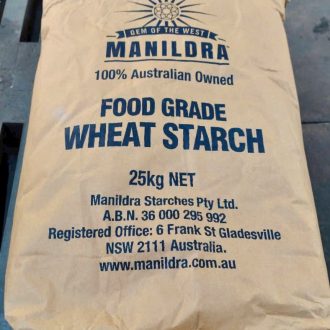 GEM OF THE WEST
MANILDRA
100% Australian Owned
FOOD GRADE
WHEAT STARCH
25kg NET
Manildra Starches Pty Ltd.
A.B.N. 36 000 295 992
Registered Office: 6 Frank St Gladesville
NSW 2111 Australia.
www.manildra.com.au